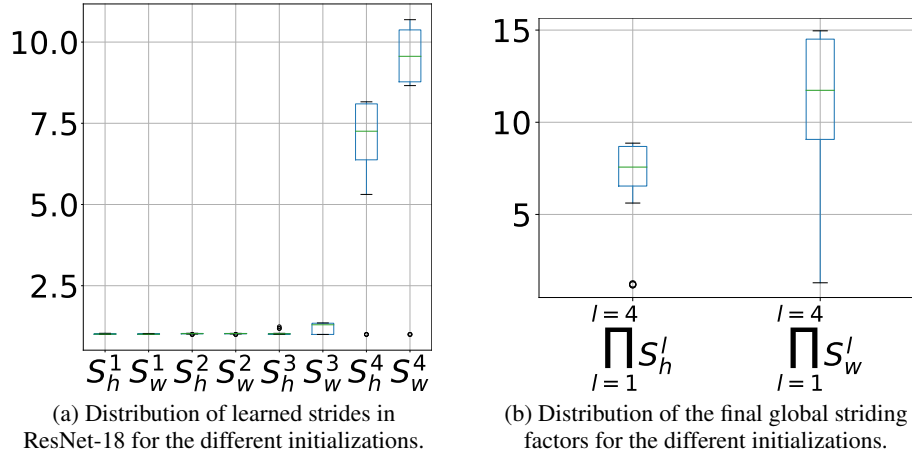 10.0
7.5
5.0
2.5
S_h^1 S_w^1 S_h^2 S_w^2 S_h^3 S_w^3 S_h^4 S_w^4
(a) Distribution of learned strides in
ResNet-18 for the different initializations.
15
10
5
l = 4 l = 4
∏ S_h^l ∏ S_w^l
l = 1 l = 1
(b) Distribution of the final global striding
factors for the different initializations.